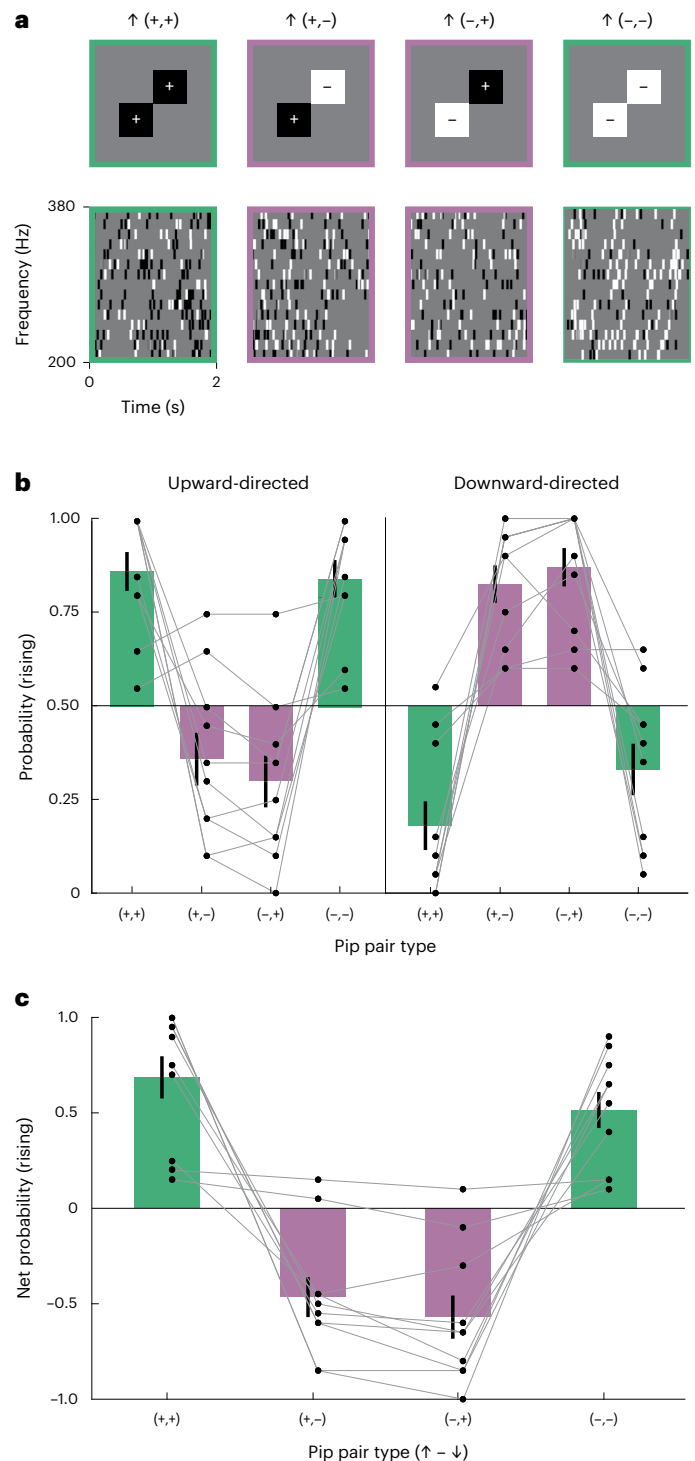 a
↑ (+,+) ↑ (+,−) ↑ (−,+) ↑ (−,−)
+ − + −
+ + − −
Frequency (Hz)
380
200
0 2
Time (s)
b
Upward-directed Downward-directed
Probability (rising)
1.00
0.75
0.50
0.25
0
(+,+) (+,−) (−,+) (−,−) (+,+) (+,−) (−,+) (−,−)
Pip pair type
c
Net probability (rising)
1.0
0.5
0
−0.5
−1.0
(+,+) (+,−) (−,+) (−,−)
Pip pair type (↑ − ↓)